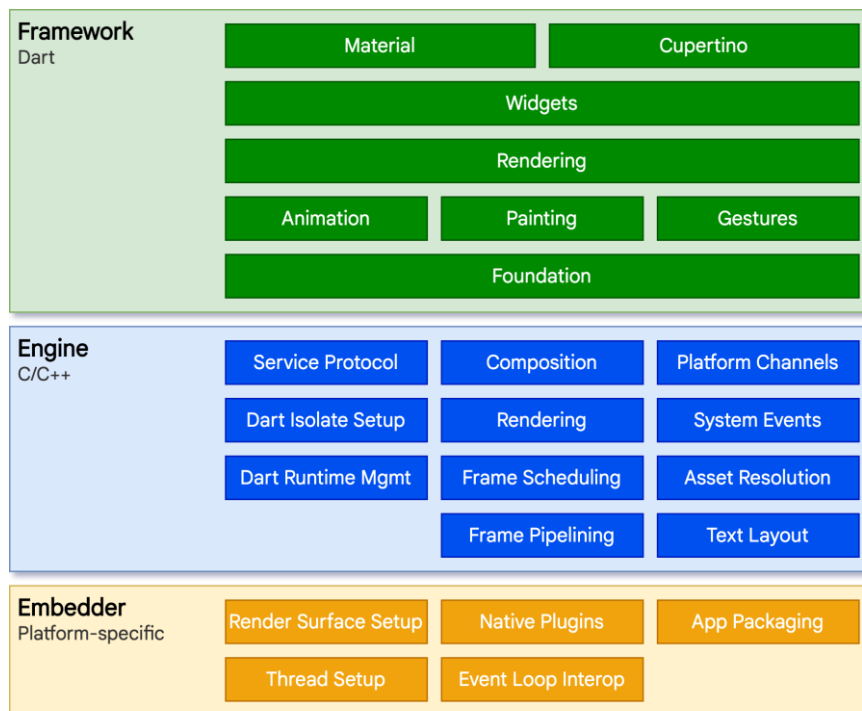 Framework
Dart
Material
Cupertino
Widgets
Rendering
Animation
Painting
Gestures
Foundation
Engine
C/C++
Service Protocol
Composition
Platform Channels
Dart Isolate Setup
Rendering
System Events
Dart Runtime Mgmt
Frame Scheduling
Asset Resolution
Frame Pipelining
Text Layout
Embedder
Platform-specific
Render Surface Setup
Native Plugins
App Packaging
Thread Setup
Event Loop Interop